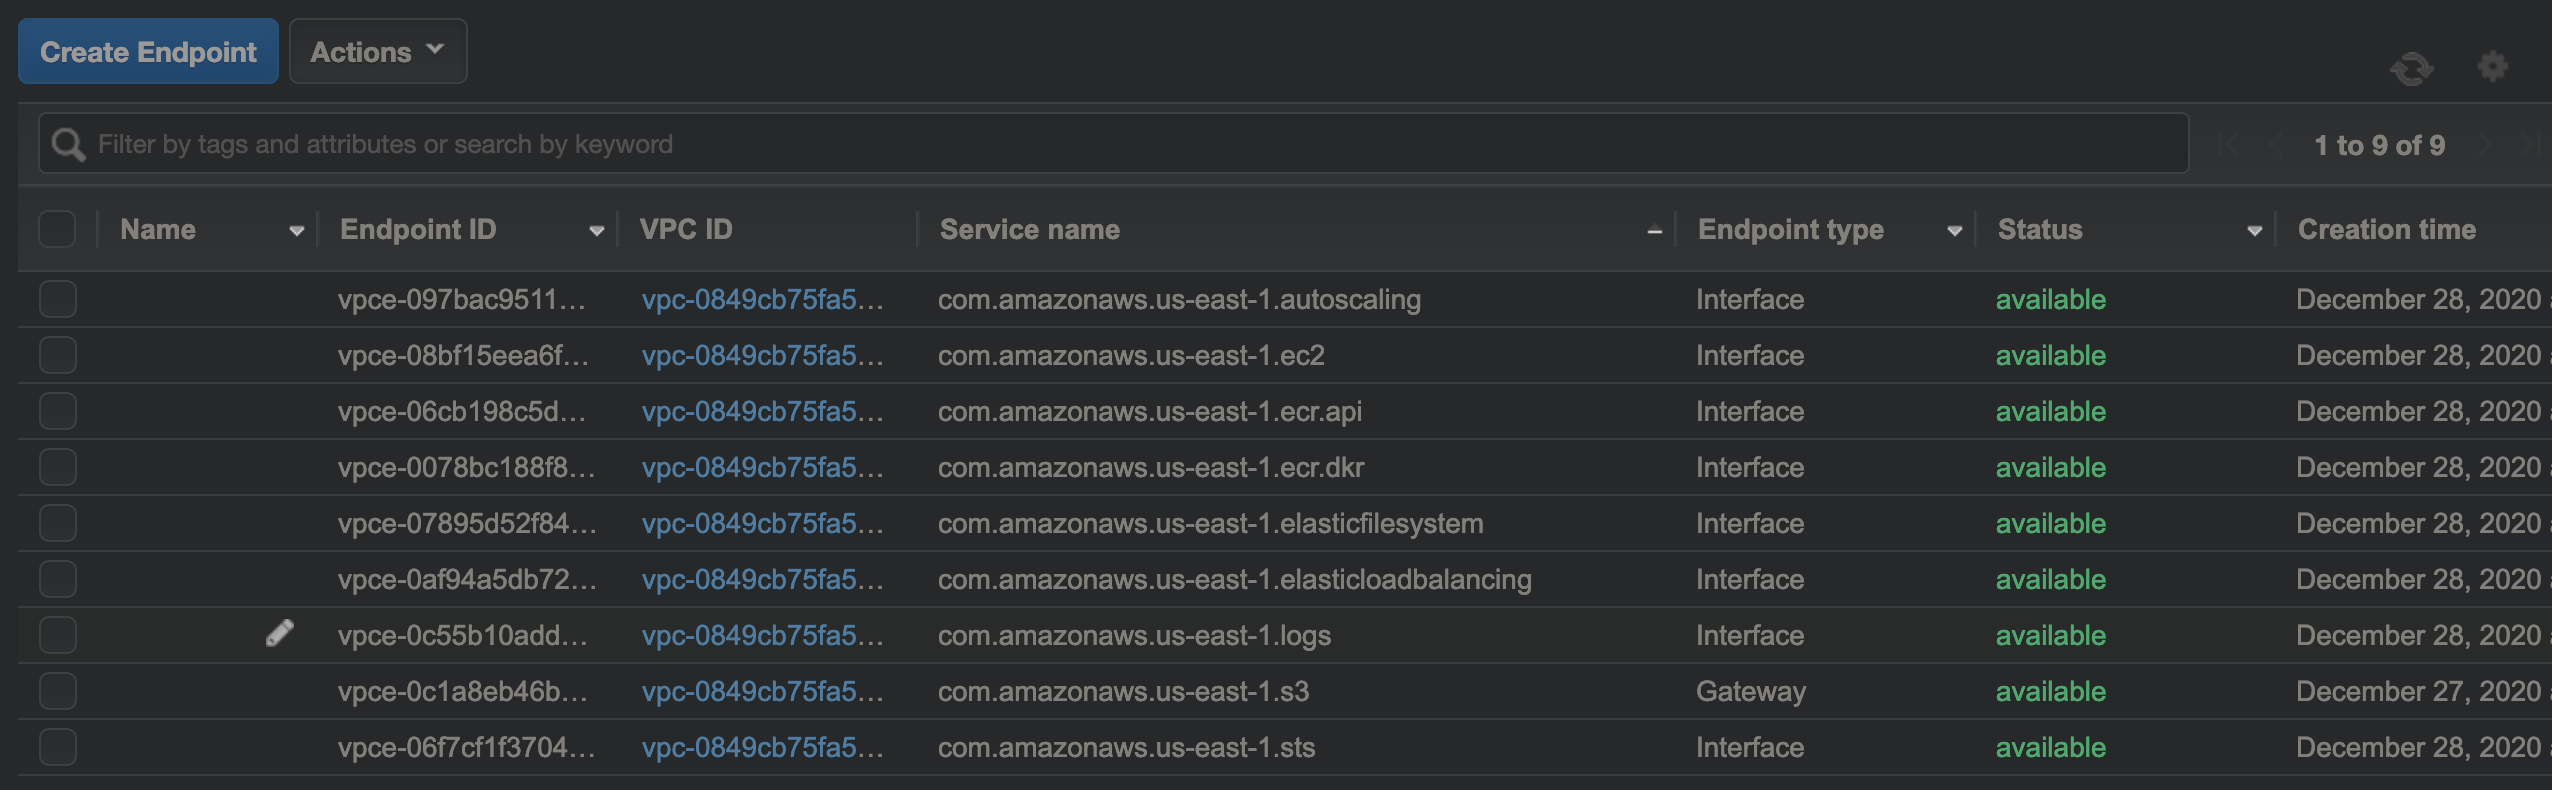 Create Endpoint Actions
Filter by tags and attributes or search by keyword 1 to 9 of 9
Name Endpoint ID VPC ID Service name Endpoint type Status Creation time
vpce-097bac9511... vpc-0849cb75fa5... com.amazonaws.us-east-1.autoscaling Interface available December 28, 2020
vpce-08bf15eea6f... vpc-0849cb75fa5... com.amazonaws.us-east-1.ec2 Interface available December 28, 2020
vpce-06cb198c5d... vpc-0849cb75fa5... com.amazonaws.us-east-1.ecr.api Interface available December 28, 2020
vpce-0078bc188f8... vpc-0849cb75fa5... com.amazonaws.us-east-1.ecr.dkr Interface available December 28, 2020
vpce-07895d52f84... vpc-0849cb75fa5... com.amazonaws.us-east-1.elasticfilesystem Interface available December 28, 2020
vpce-0af94a5db72... vpc-0849cb75fa5... com.amazonaws.us-east-1.elasticloadbalancing Interface available December 28, 2020
vpce-0c55b10add... vpc-0849cb75fa5... com.amazonaws.us-east-1.logs Interface available December 28, 2020
vpce-0c1a8eb46b... vpc-0849cb75fa5... com.amazonaws.us-east-1.s3 Gateway available December 27, 2020
vpce-06f7cf1f3704... vpc-0849cb75fa5... com.amazonaws.us-east-1.sts Interface available December 28, 2020